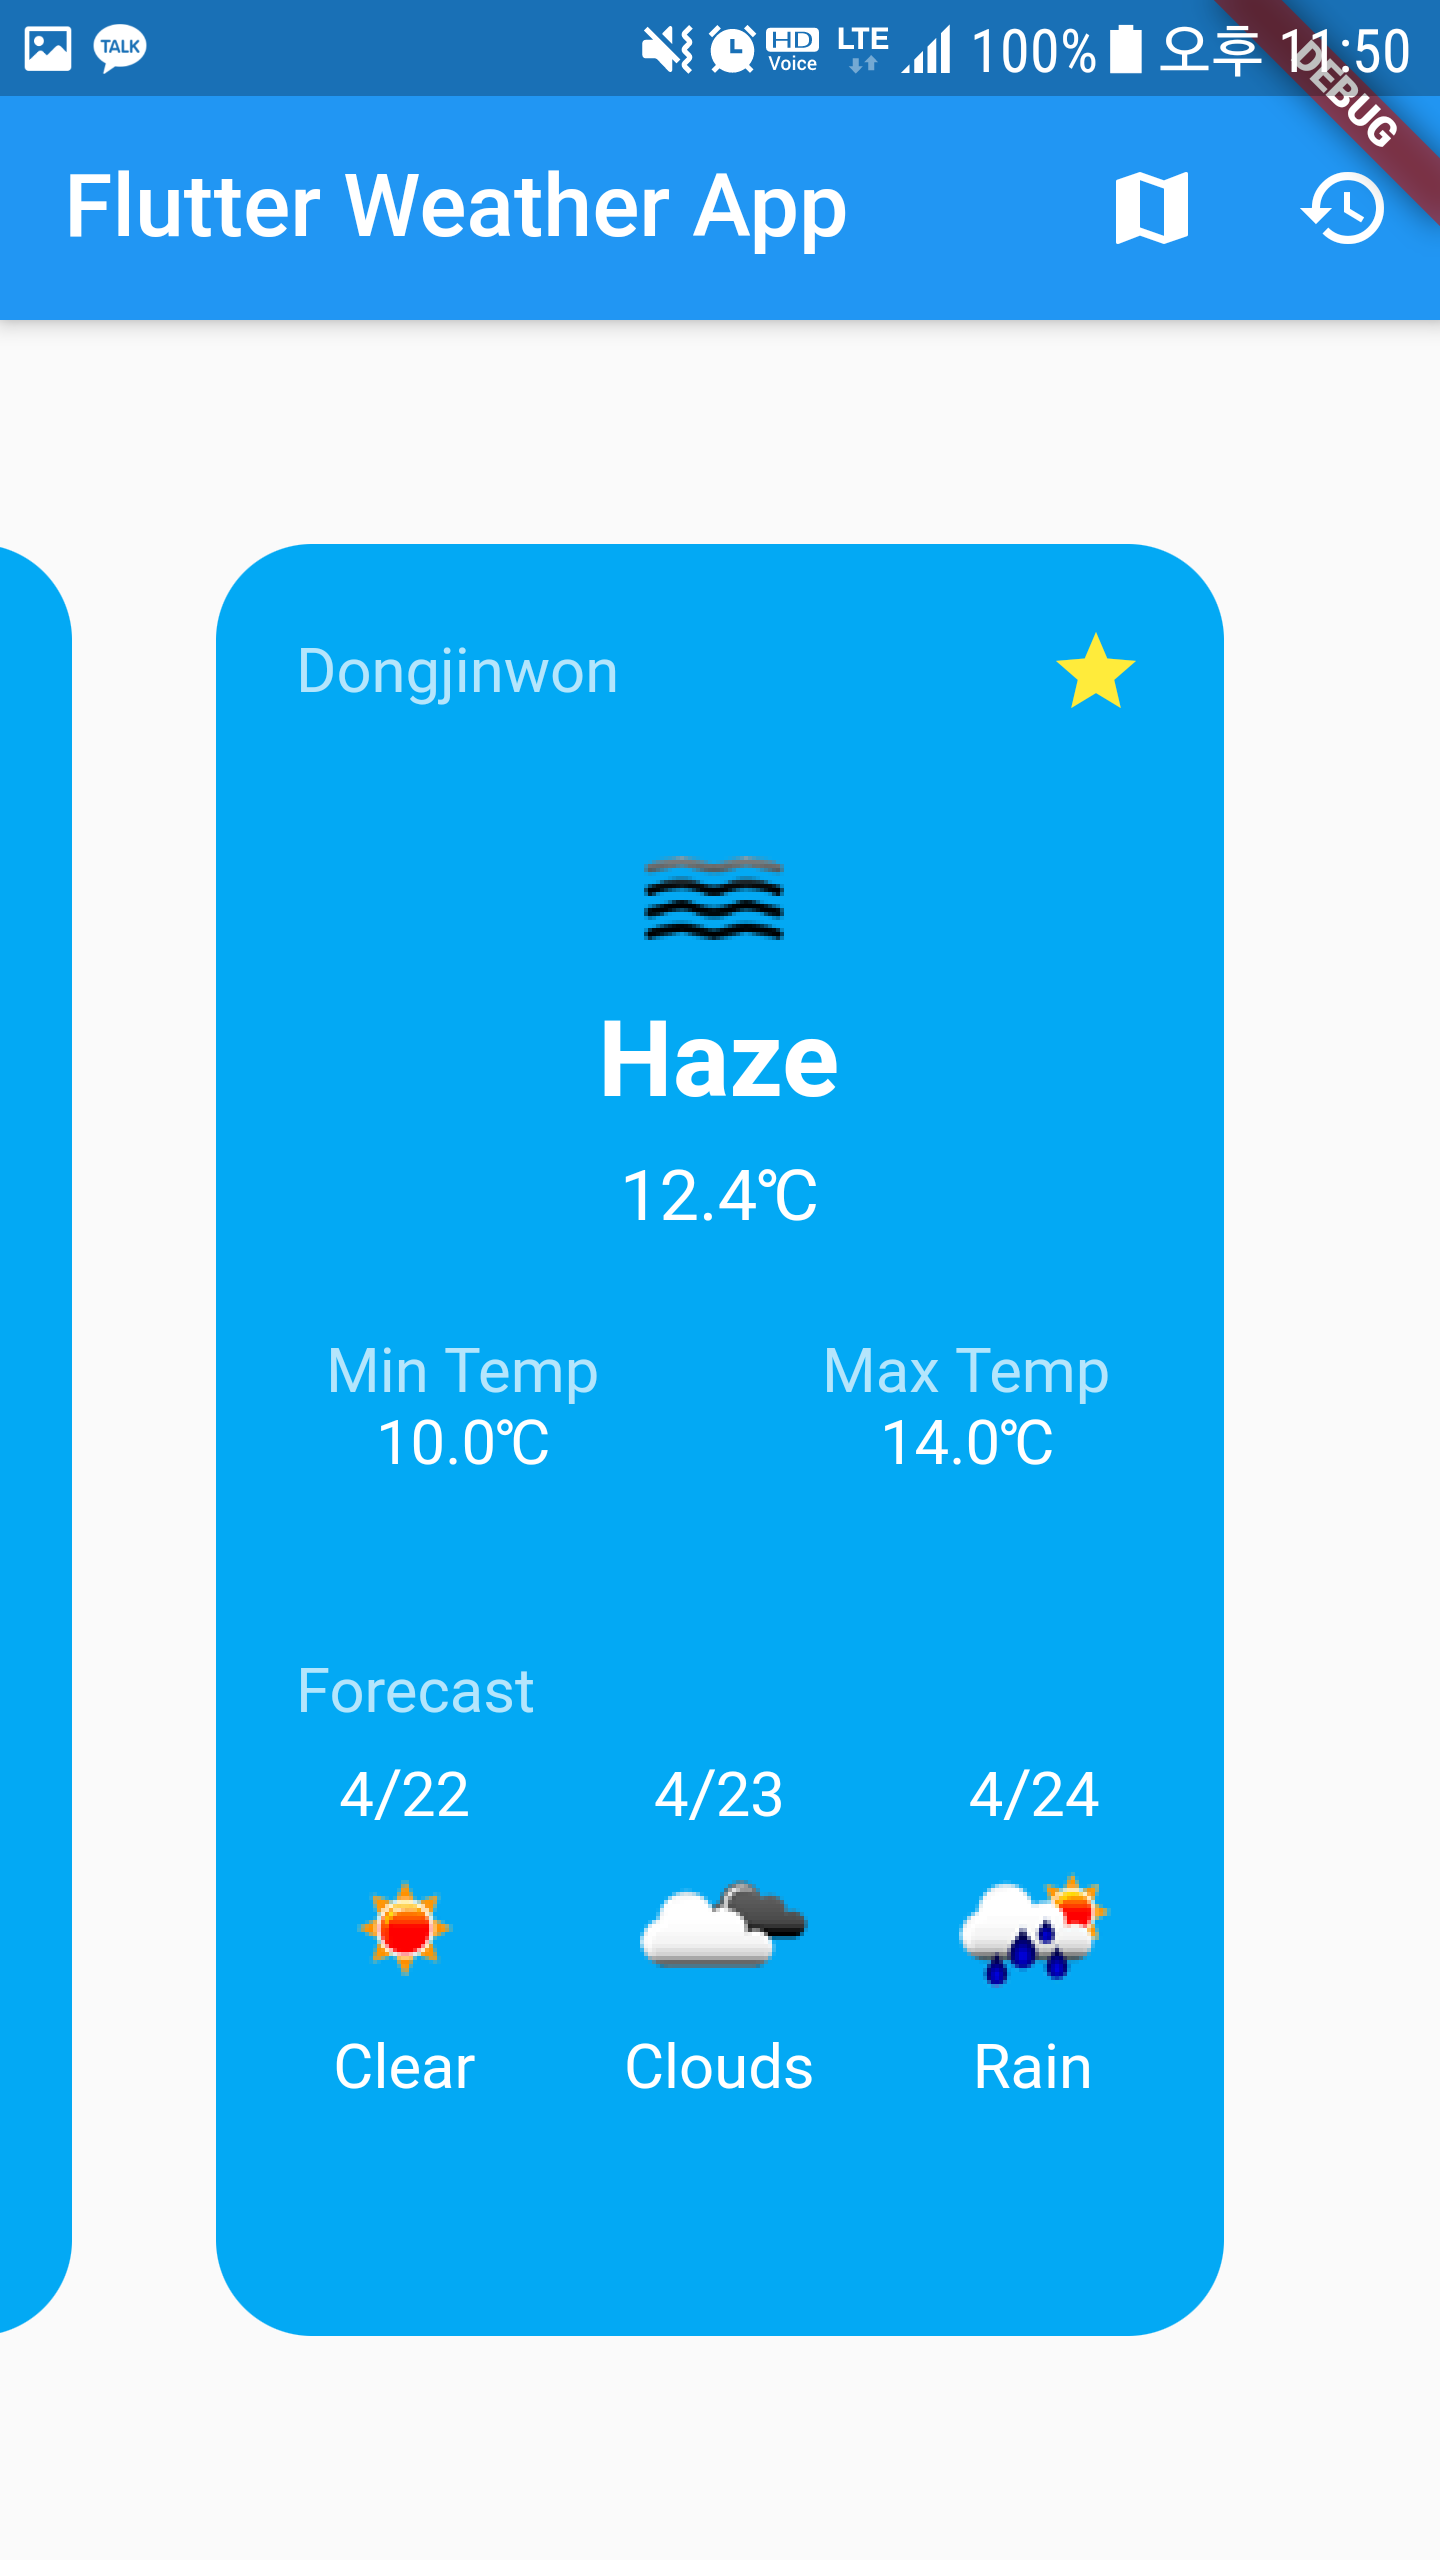 TALK HD Voice LTE 100% 오후 11:50
DEBUG
Flutter Weather App
Dongjinwon
Haze
12.4℃
Min Temp Max Temp
10.0℃ 14.0℃
Forecast
4/22 4/23 4/24
Clear Clouds Rain